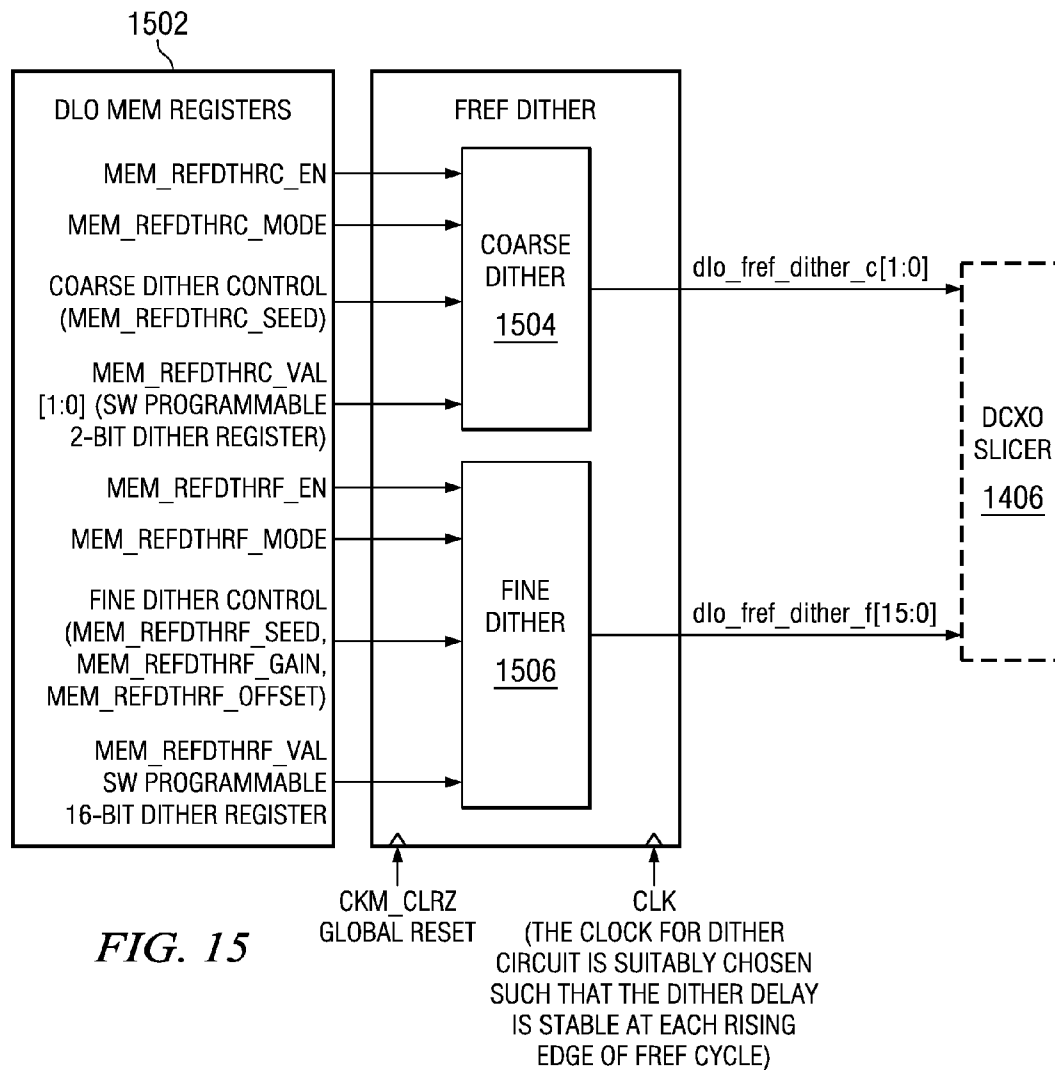 1502
DLO MEM REGISTERS
MEM_REFDTHRC_EN
MEM_REFDTHRC_MODE
COARSE DITHER CONTROL
(MEM_REFDTHRC_SEED)
MEM_REFDTHRC_VAL
[1:0] (SW PROGRAMMABLE
2-BIT DITHER REGISTER)
MEM_REFDTHRF_EN
MEM_REFDTHRF_MODE
FINE DITHER CONTROL
(MEM_REFDTHRF_SEED,
MEM_REFDTHRF_GAIN,
MEM_REFDTHRF_OFFSET)
MEM_REFDTHRF_VAL
SW PROGRAMMABLE
16-BIT DITHER REGISTER
FREF DITHER
COARSE
DITHER
1504
FINE
DITHER
1506
dlo_fref_dither_c[1:0]
dlo_fref_dither_f[15:0]
DCXO
SLICER
1406
CKM_CLRZ
GLOBAL RESET
CLK
(THE CLOCK FOR DITHER
CIRCUIT IS SUITABLY CHOSEN
SUCH THAT THE DITHER DELAY
IS STABLE AT EACH RISING
EDGE OF FREF CYCLE)
FIG. 15